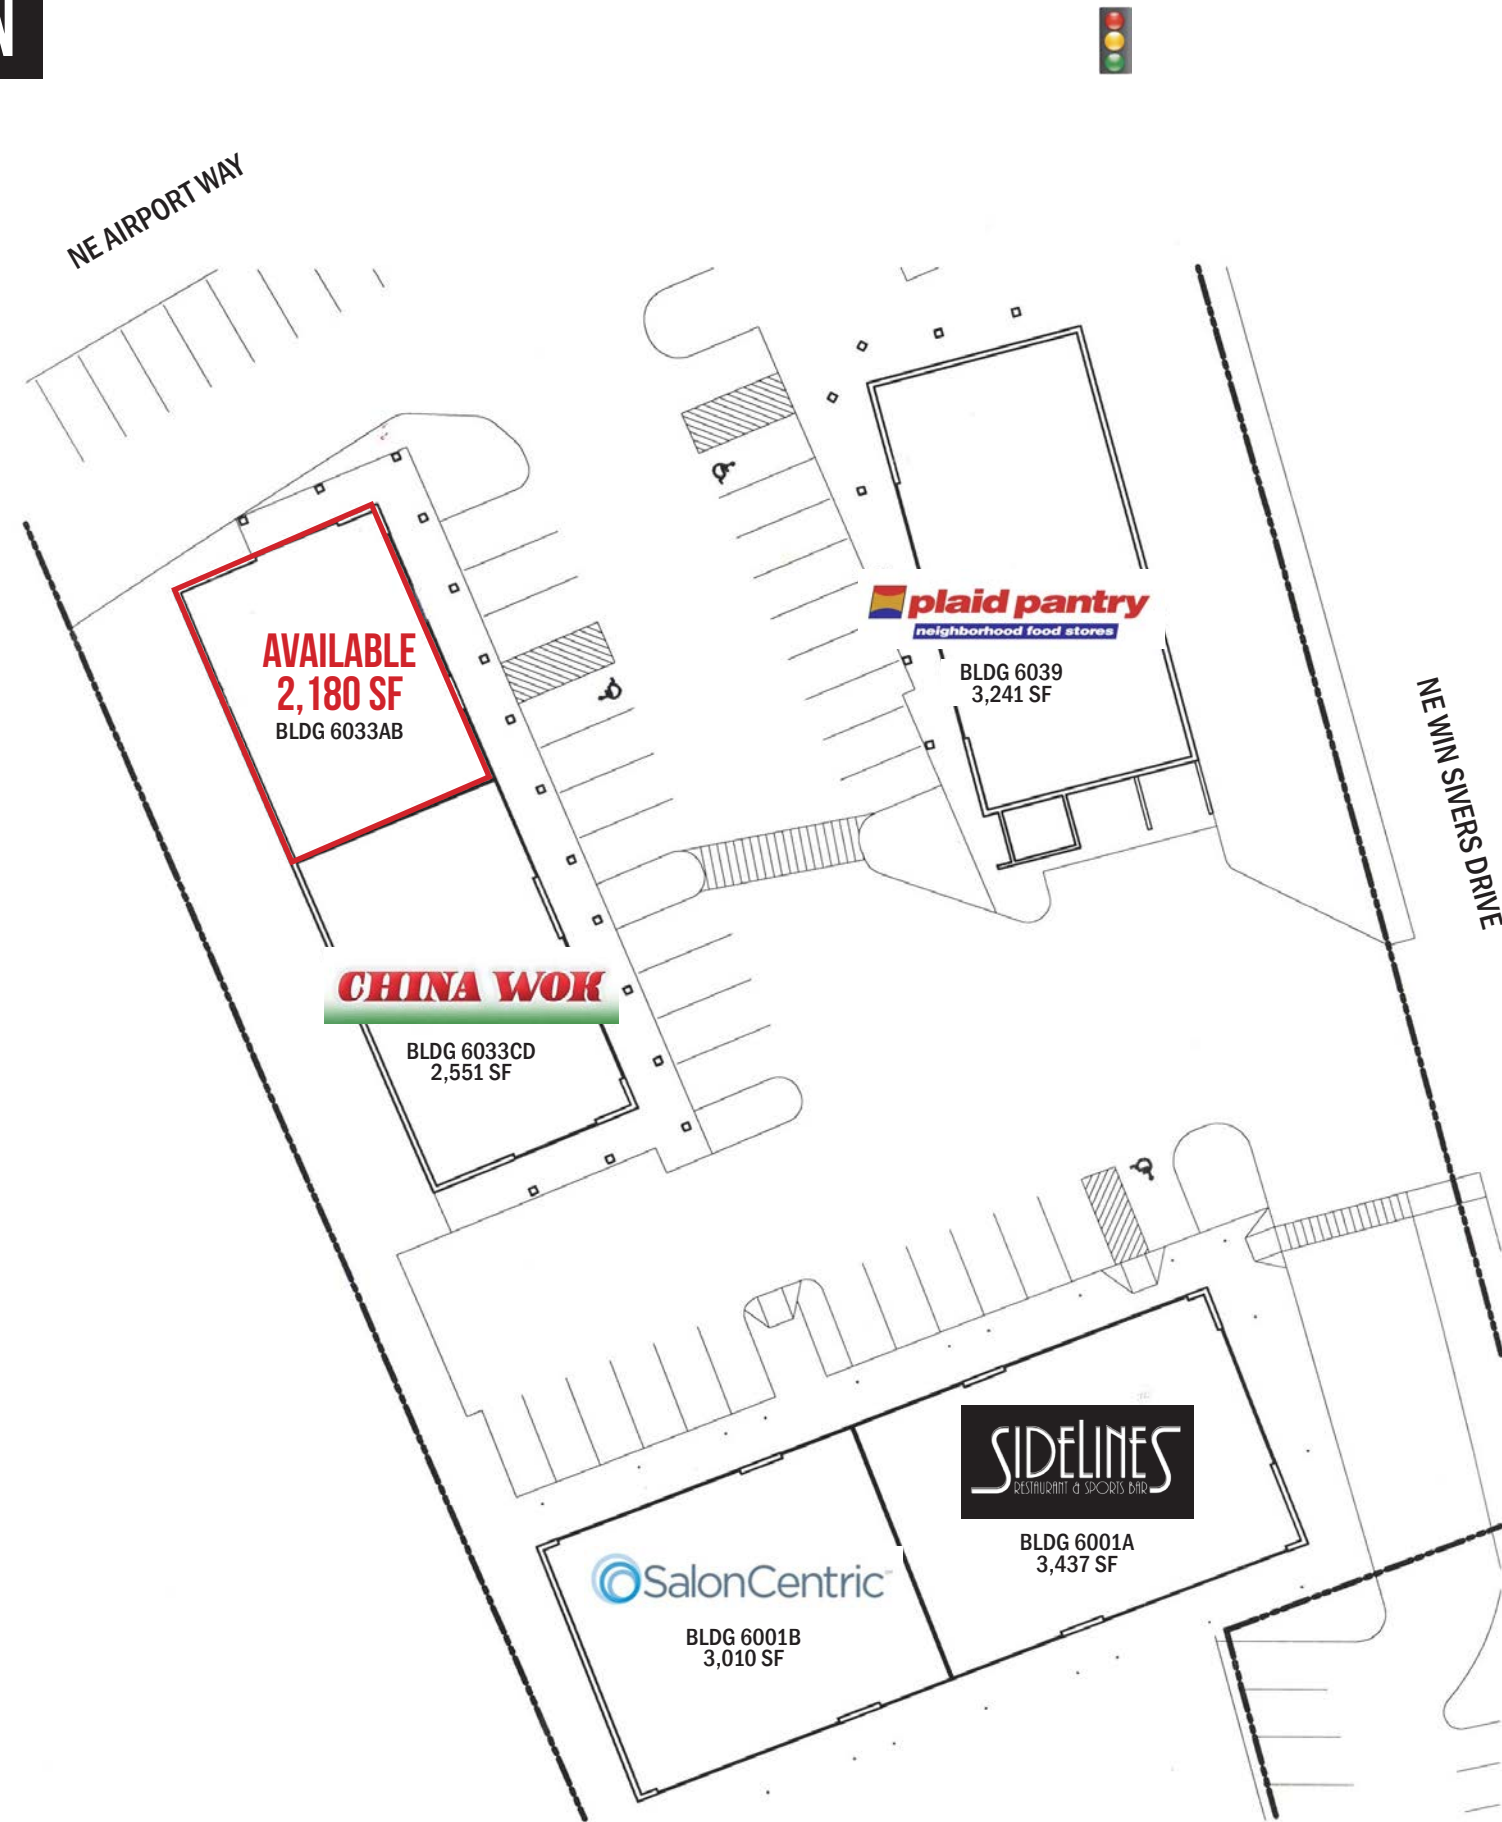 NE AIRPORT WAY
plaid pantry
neighborhood food stores
BLDG 6039
3,241 SF
AVAILABLE
2,180 SF
BLDG 6033AB
NE WIN SIVERS DRIVE
CHINA WOK
BLDG 6033CD
2,551 SF
SIDELINES
RESTAURANT & SPORTS BAR
BLDG 6001A
3,437 SF
SalonCentric
BLDG 6001B
3,010 SF